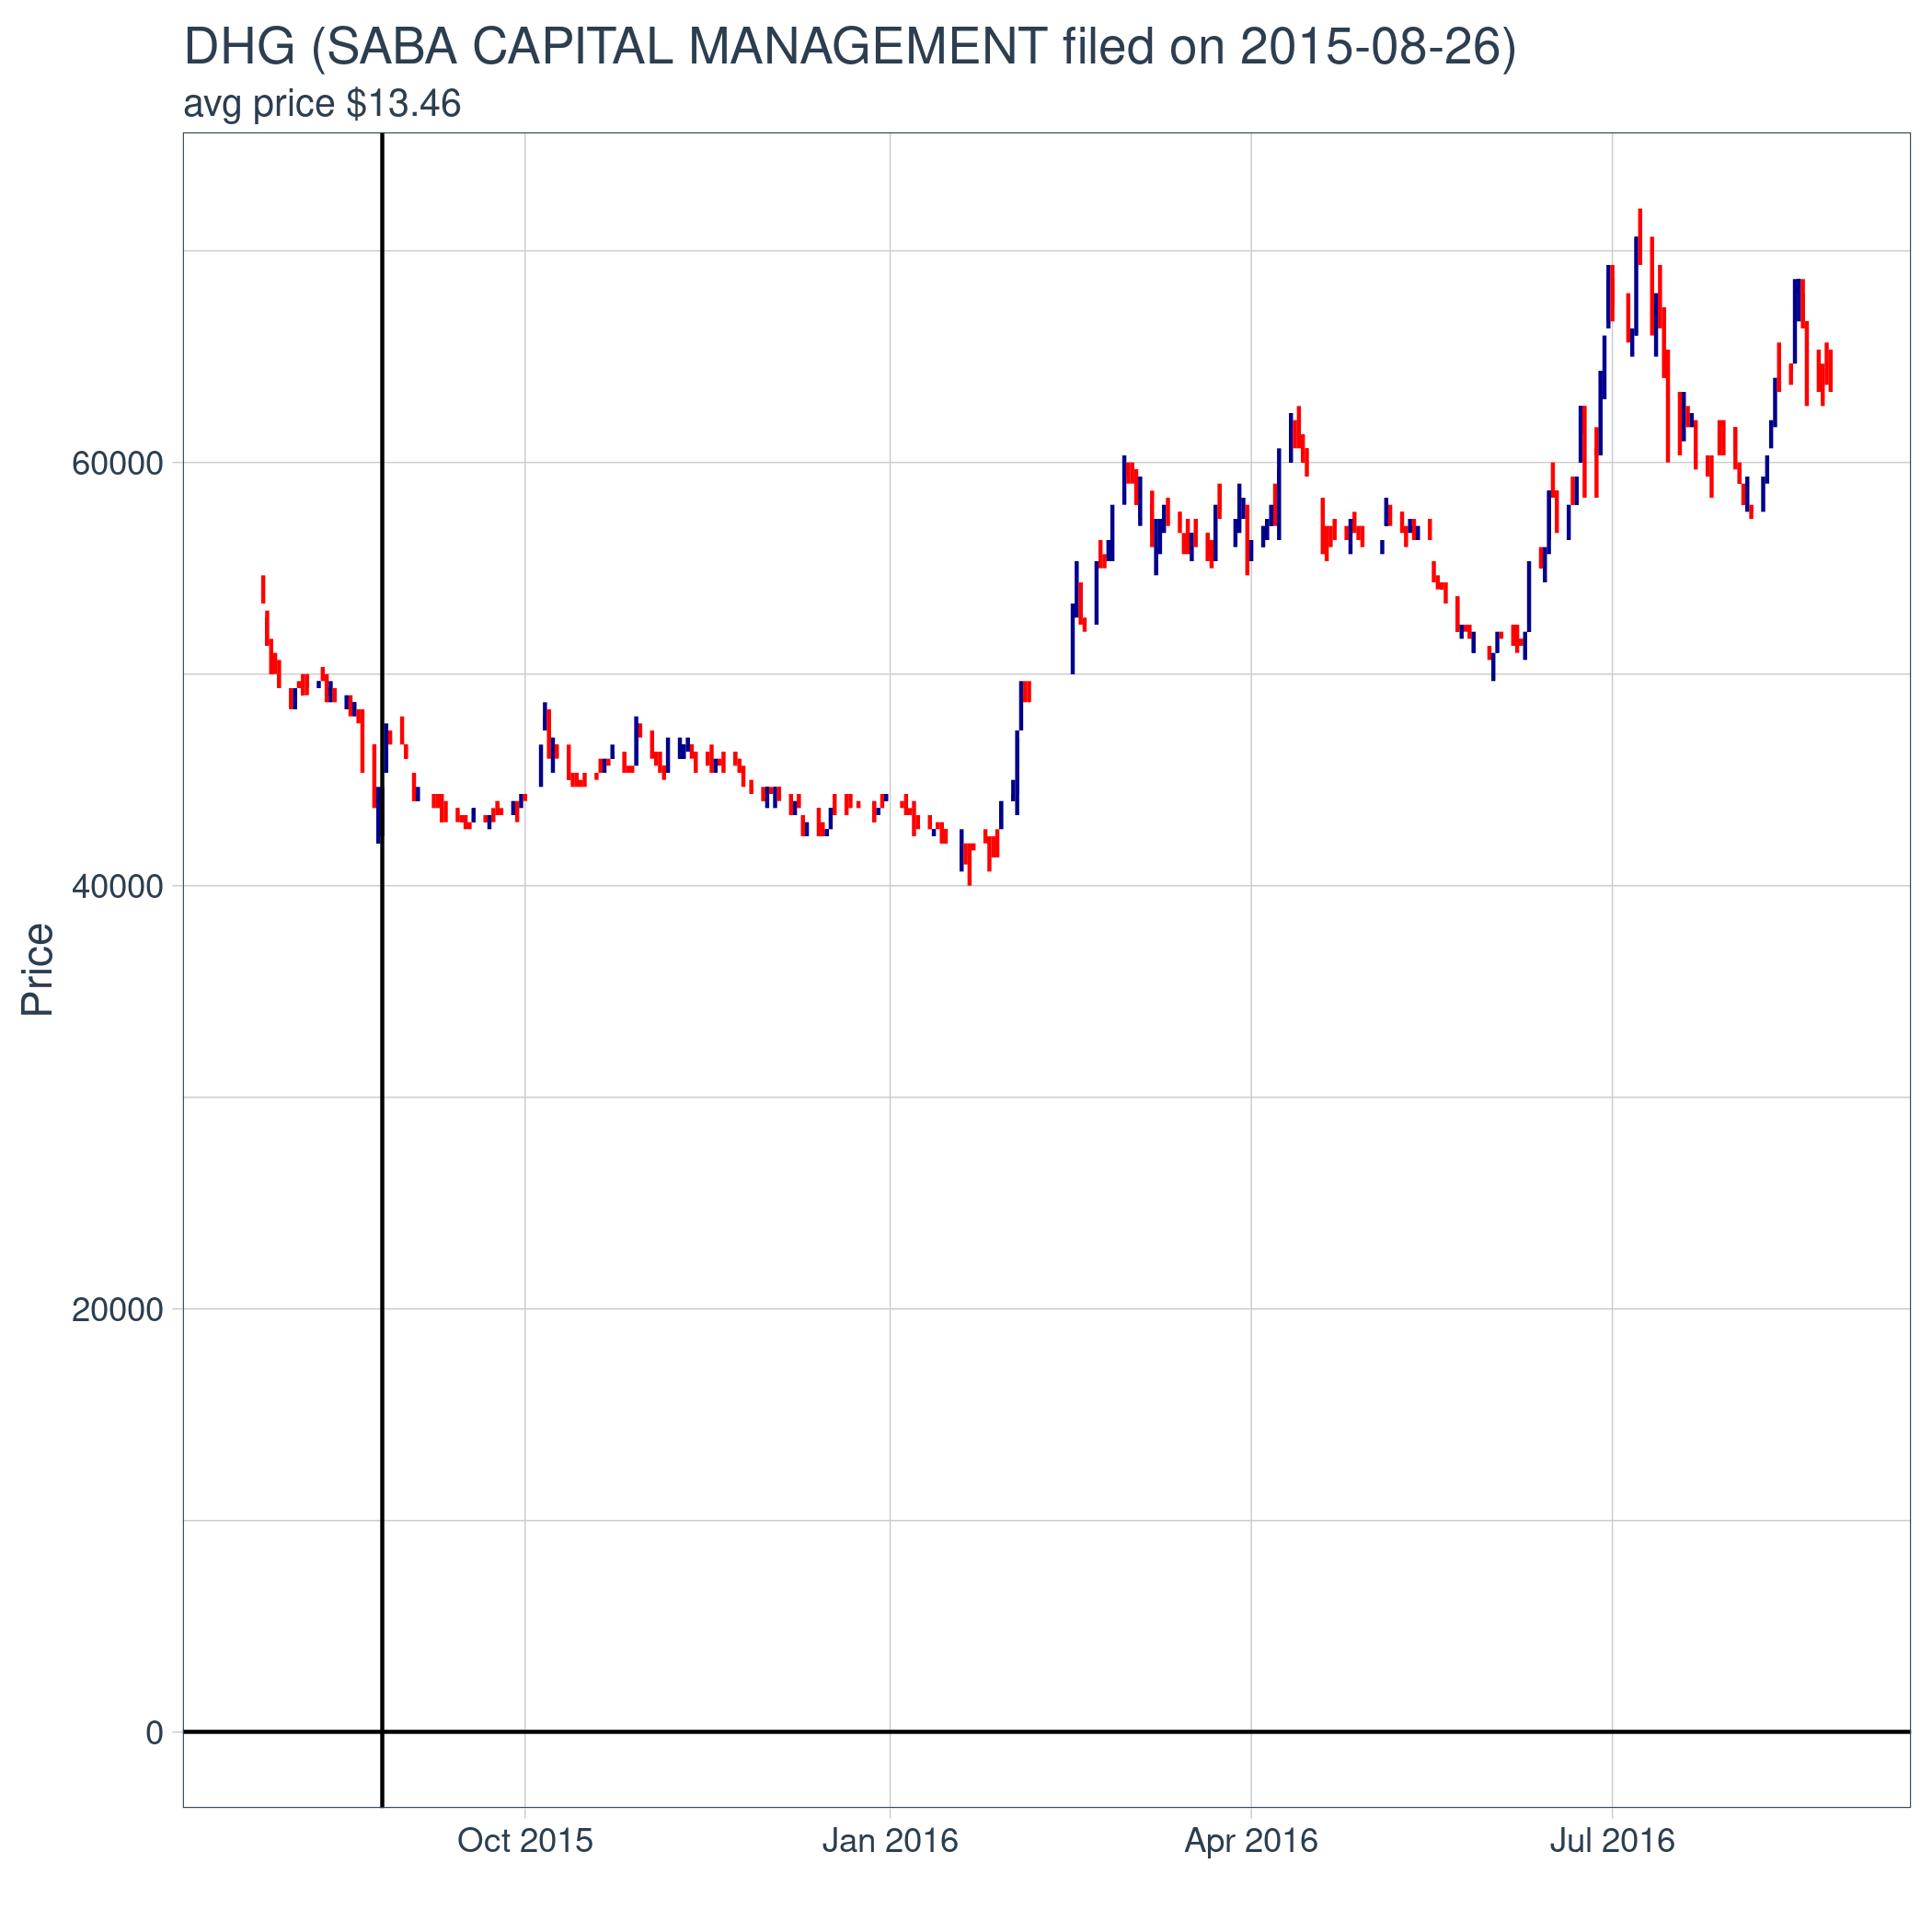 DHG (SABA CAPITAL MANAGEMENT filed on 2015-08-26)
avg price $13.46
Price
60000
40000
20000
0
Oct 2015
Jan 2016
Apr 2016
Jul 2016